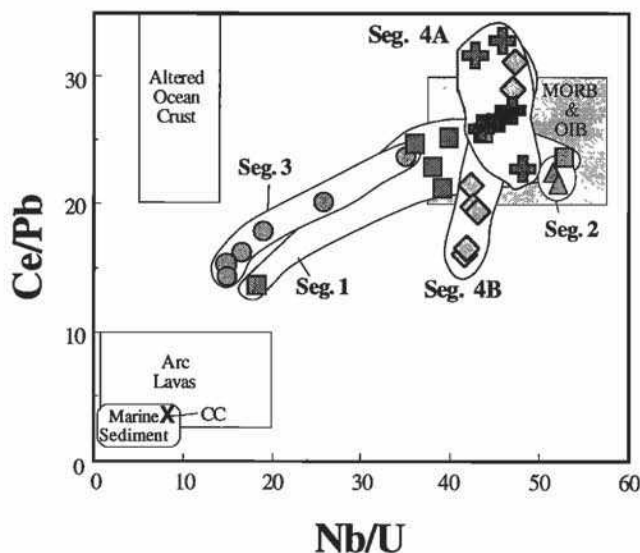 Seg. 4A
30
Altered
Ocean
Crust
MORB
&
OIB
Seg. 3
20
Seg. 2
Seg. 1
Seg. 4B
Ce/Pb
10
Arc
Lavas
Marine
Sediment
X
CC
0
0
10
20
30
40
50
60
Nb/U